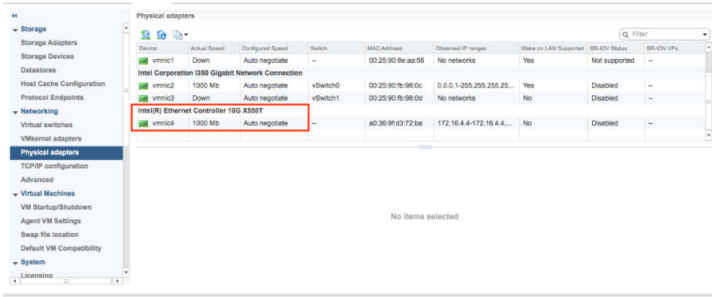 Physical adapters
Storage
Storage Adapters
Storage Devices
Datastores
Host Cache Configuration
Protocol Endpoints
Networking
Virtual switches
VMkernel adapters
Physical adapters
TCP/IP configuration
Advanced
Virtual Machines
VM Startup/Shutdown
Agent VM Settings
Swap file location
Default VM Compatibility
System
Licensing
Filter
Device Actual Speed Configured Speed Switch MAC Address Observed IP ranges Wake on LAN Supported SR-IOV Status SR-IOV VFs
vmnic1 Down Auto negotiate -- 00:25:90:8e:aa:56 No networks Yes Not supported --
Intel Corporation I350 Gigabit Network Connection
vmnic2 1000 Mb Auto negotiate vSwitch0 00:25:90:fb:98:0c 0.0.0.1-255.255.255.25... Yes Disabled --
vmnic3 Down Auto negotiate vSwitch1 00:25:90:fb:98:0d No networks No Disabled --
Intel(R) Ethernet Controller 10G X550T
vmnic4 1000 Mb Auto negotiate -- a0:36:9f:d3:72:ba 172.16.4.4-172.16.4.4,... No Disabled --
No items selected